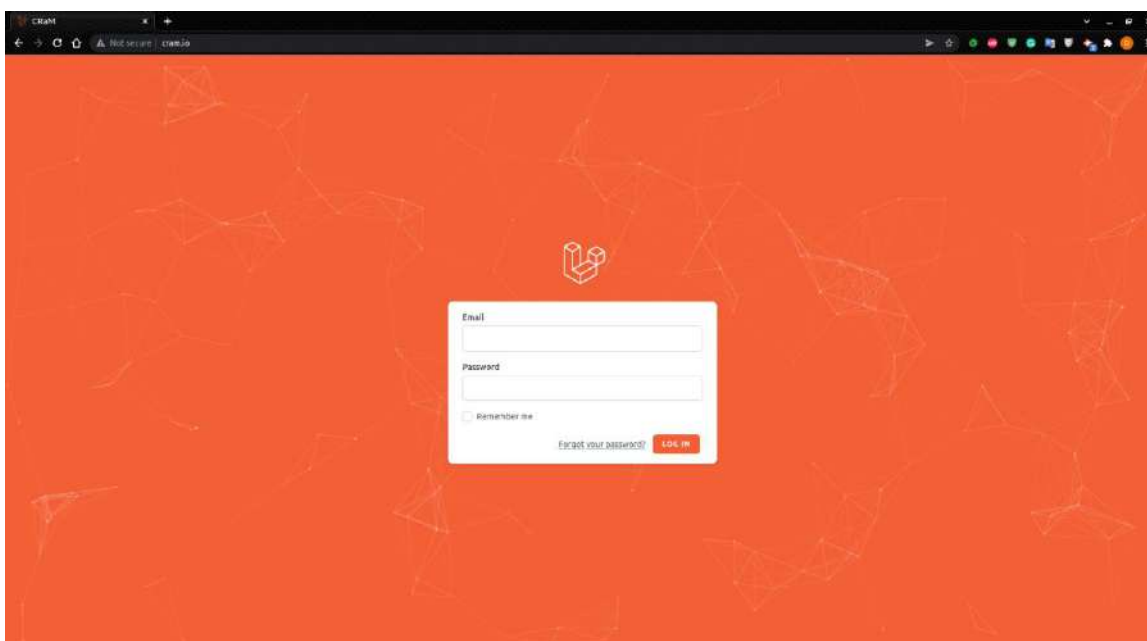 CRaM
Not secure cram.io
Email
Password
Remember me
Forgot your password? LOG IN